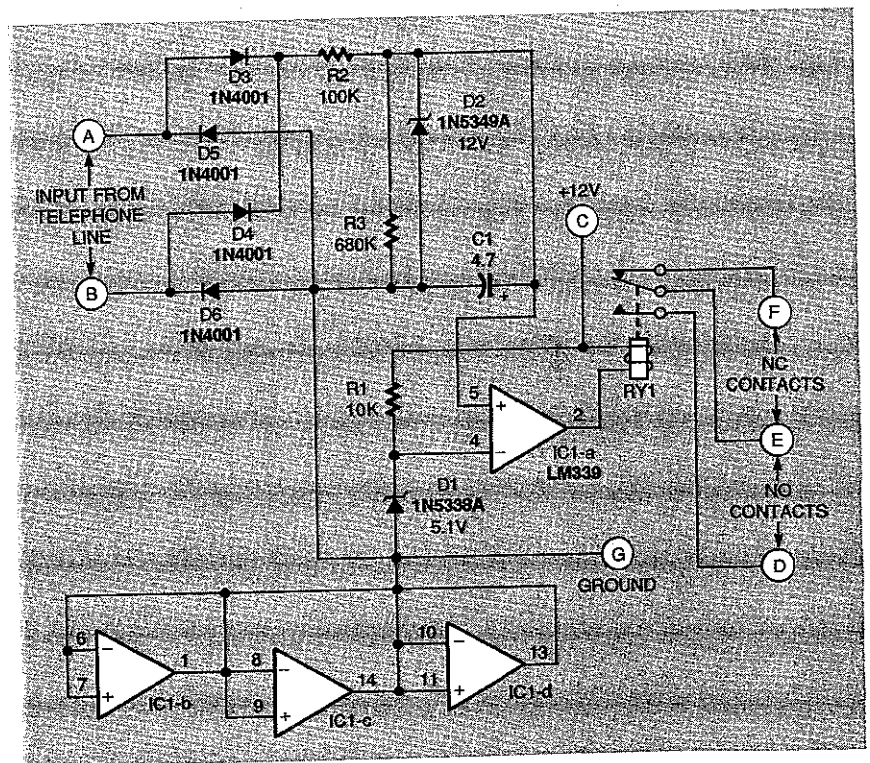 D3
1N4001
R2
100K
D2
1N5349A
12V
A
D5
1N4001
INPUT FROM
TELEPHONE
LINE
D4
1N4001
R3
680K
C1
4.7
+
+12V
C
B
D6
1N4001
F
NC
CONTACTS
RY1
R1
10K
5
+
2
4
−
IC1-a
LM339
E
D1
1N5338A
5.1V
NO
CONTACTS
G
GROUND
D
6
−
1
7
+
IC1-b
8
−
14
9
+
IC1-c
10
−
13
11
+
IC1-d